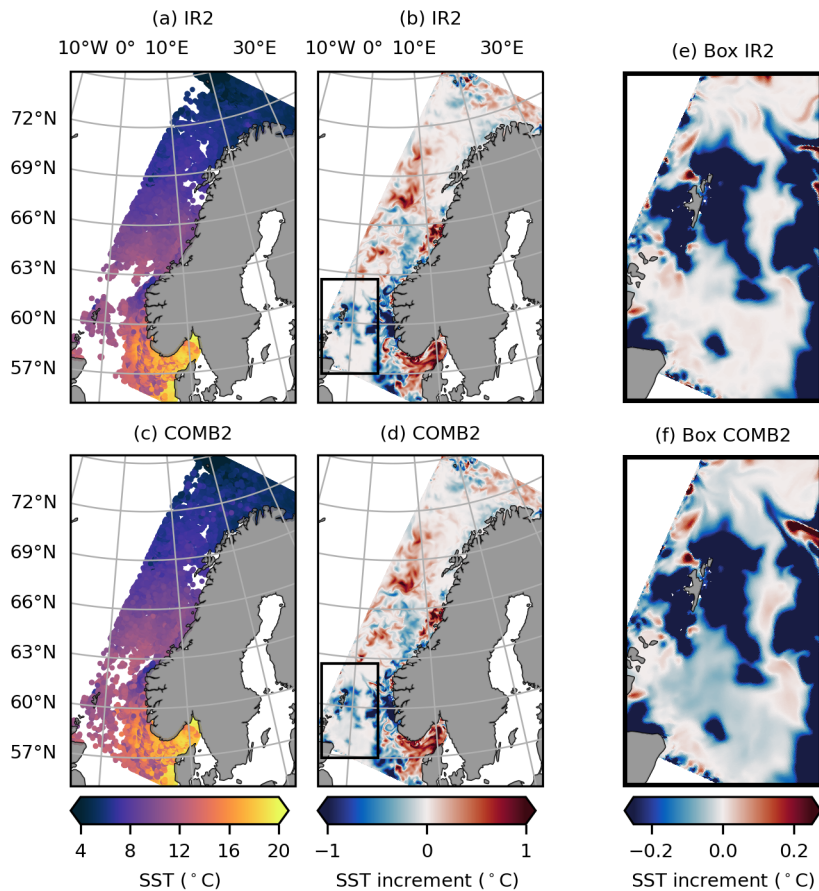 (a) IR2
(b) IR2
10°W 0° 30°E
10°W 0° 30°E
(e) Box IR2
72°N
69°N
66°N
63°N
60°N
57°N
(c) COMB2
(d) COMB2
(f) Box COMB2
72°N
69°N
66°N
63°N
60°N
57°N
4 8 12 16 20
−1 0 1
−0.2 0.0 0.2
SST (°C)
SST increment (°C)
SST increment (°C)